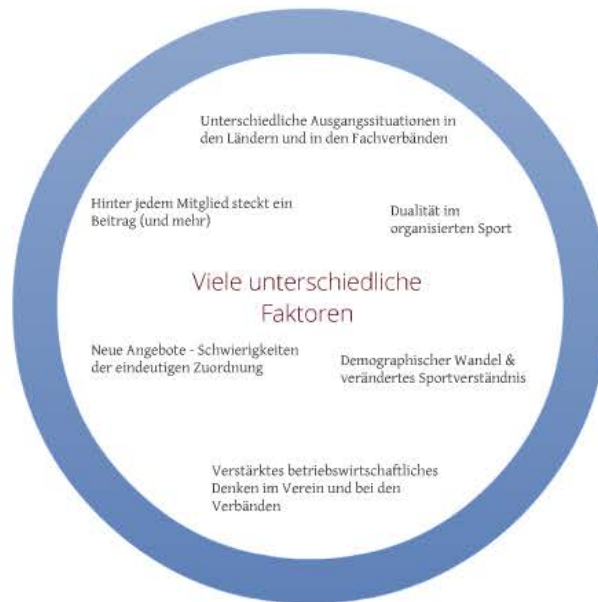 Unterschiedliche Ausgangssituationen in
den Ländern und in den Fachverbänden
Hinter jedem Mitglied steckt ein
Beitrag (und mehr)
Dualität im
organisierten Sport
Viele unterschiedliche
Faktoren
Neue Angebote - Schwierigkeiten
der eindeutigen Zuordnung
Demographischer Wandel &
verändertes Sportverständnis
Verstärktes betriebswirtschaftliches
Denken im Verein und bei den
Verbänden